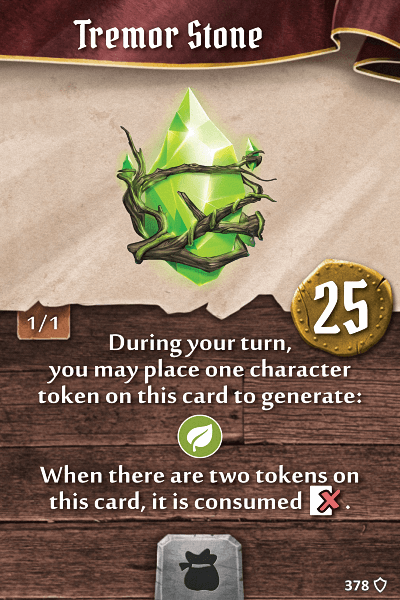 Tremor Stone
25
1/1
During your turn,
you may place one character
token on this card to generate:
When there are two tokens on
this card, it is consumed .
378